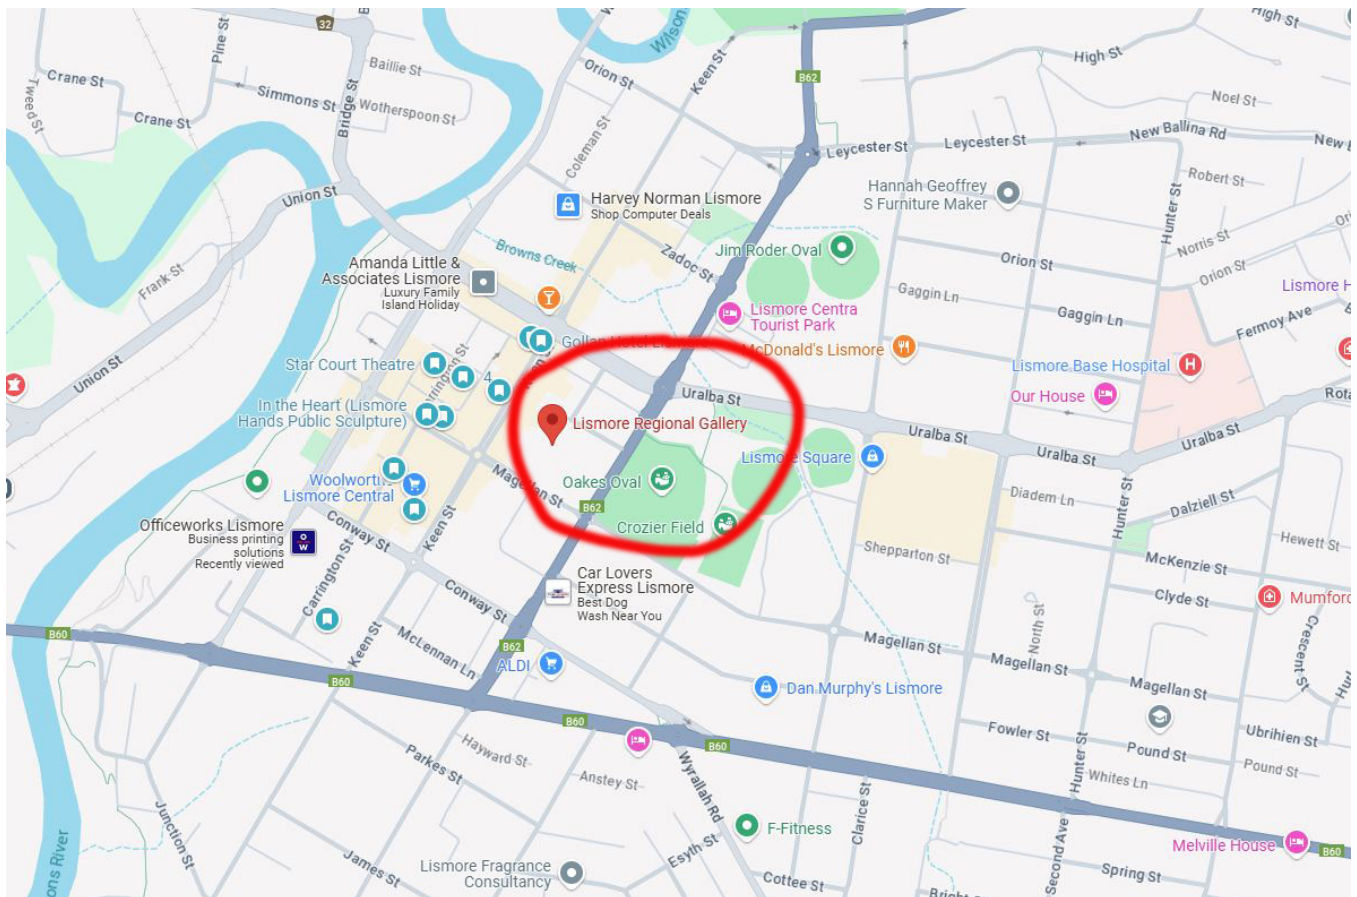 32
B
Pine St
Wilson
Keen St
High St
High St
Crane St
Baillie St
Orion St
B62
Tweed St
Simmons St
Wotherspoon St
Crane St
Bridge St
Noel St
New Ballina Rd
Coleman St
Leycester St
Leycester St
New B
Union St
Harvey Norman Lismore
Shop Computer Deals
Hannah Geoffrey
S Furniture Maker
Robert St
Hunter St
Browns Creek
Zadoc St
Jim Roder Oval
Norris St
Orion St
Orion St
Frank St
Amanda Little &
Associates Lismore
Luxury Family
Island Holiday
Gaggin Ln
Gaggin Ln
Lismore H
Lismore Centra
Tourist Park
Fermoy Ave
Union St
Star Court Theatre
4
McDonald's Lismore
Lismore Base Hospital
Our House
Rota
Uralba St
In the Heart (Lismore
Hands Public Sculpture)
Lismore Regional Gallery
Uralba St
Uralba St
Uralba St
Lismore Square
Woolworths
Lismore Central
Magellan St
Oakes Oval
Diadem Ln
Hunter St
Dalziell St
B62
Crozier Field
Officeworks Lismore
Business printing
solutions
Recently viewed
O
W
Conway St
Keen St
Shepparton St
Hewett St
McKenzie St
Carrington St
Conway St
Car Lovers
Express Lismore
Best Dog
Wash Near You
Clyde St
Mumford
North St
Crescent St
B60
Keen St
McLennan Ln
B62
ALDI
Magellan St
Magellan St
Magellan St
B60
Dan Murphy's Lismore
B60
B60
Fowler St
Pound St
Ubrihien St
Pound St
Hayward St
Parkes St
Anstey St
Wyrallah Rd
Whites Ln
Hunter St
Clarice St
Junction St
F-Fitness
Second Ave
Melville House
B60
Esyth St
James St
Lismore Fragrance
Consultancy
Cottee St
Spring St
ons River